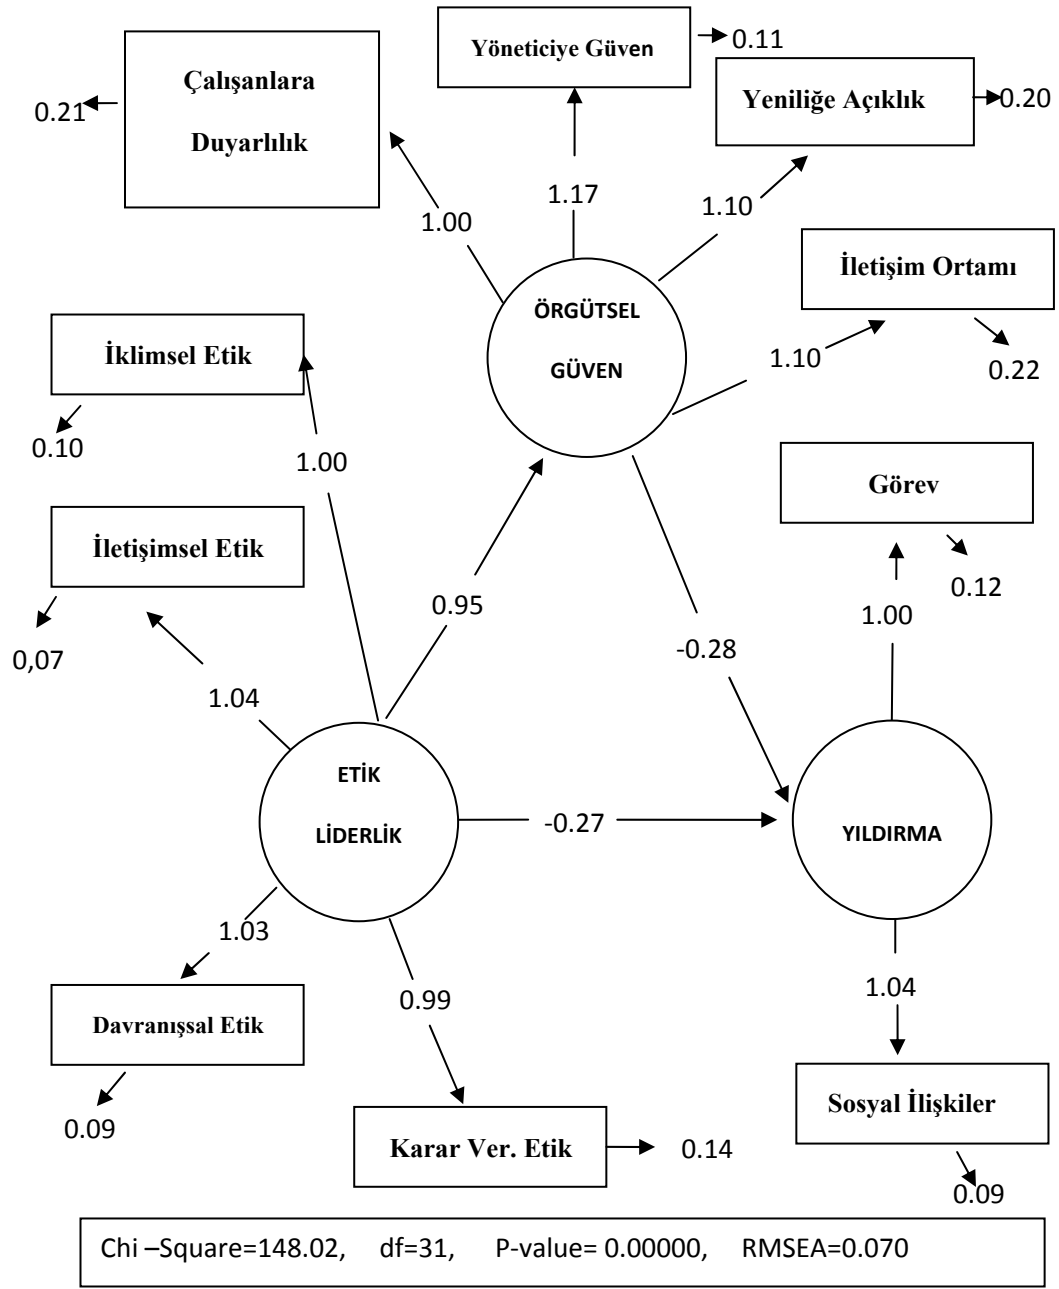 Yöneticiye Güven
0.11
Çalışanlara
Duyarlılık
0.21
Yeniliğe Açıklık
0.20
1.00
1.17
1.10
İletişim Ortamı
0.22
ÖRGÜTSEL
GÜVEN
1.10
İklimsel Etik
0.10
1.00
Görev
0.12
İletişimsel Etik
0,07
0.95
1.00
-0.28
1.04
ETİK
LİDERLİK
-0.27
YILDIRMA
1.03
0.99
1.04
Davranışsal Etik
0.09
Sosyal İlişkiler
0.09
Karar Ver. Etik
0.14
Chi –Square=148.02, df=31, P-value= 0.00000, RMSEA=0.070